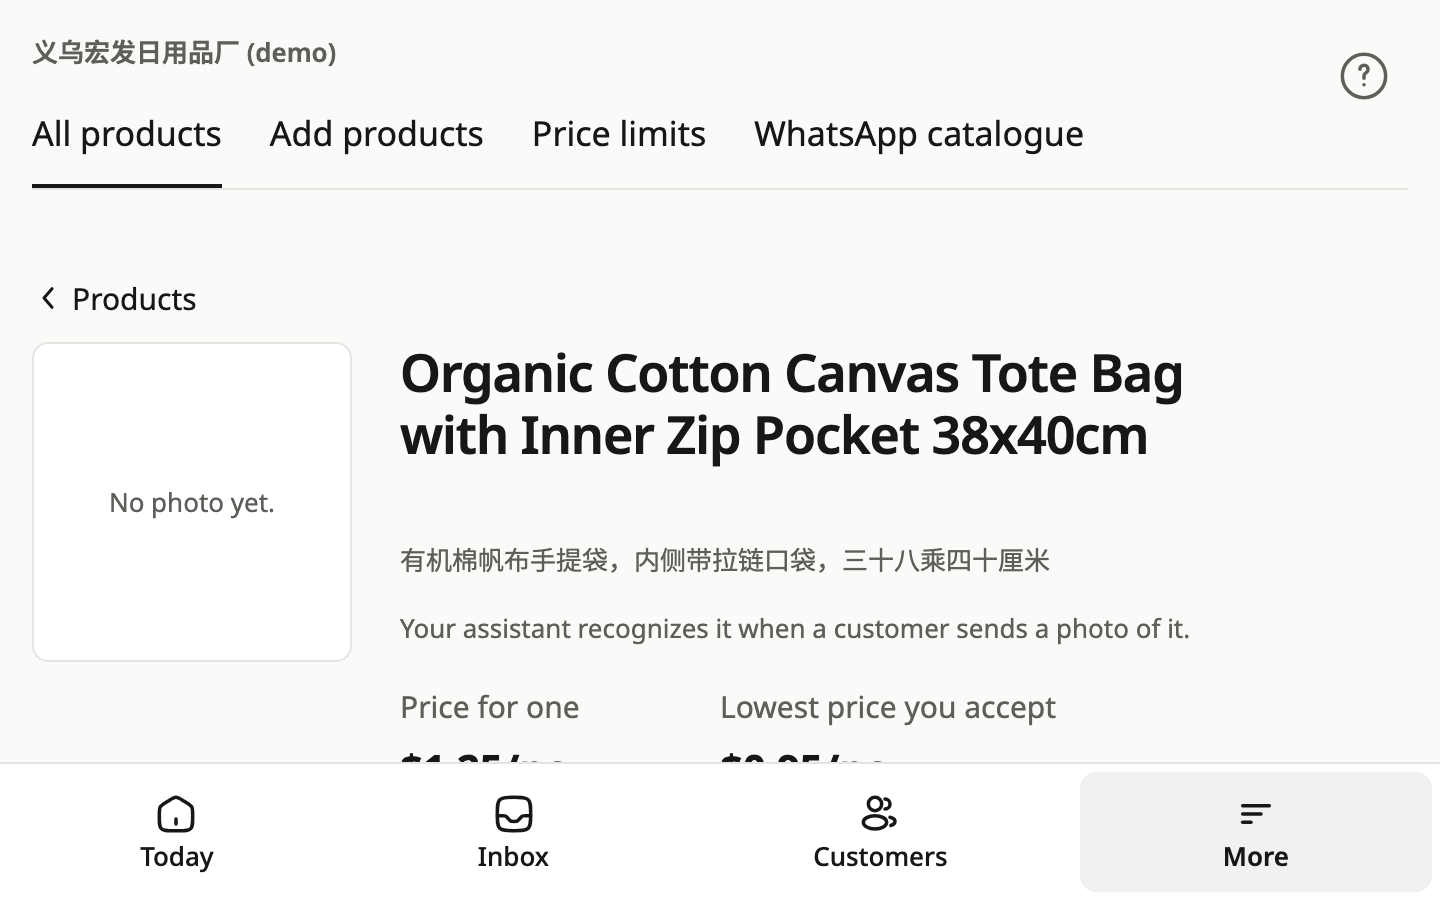 义乌宏发日用品厂 (demo)
All products
Add products
Price limits
WhatsApp catalogue
Products
No photo yet.
Organic Cotton Canvas Tote Bag
with Inner Zip Pocket 38x40cm
有机棉帆布手提袋，内侧带拉链口袋，三十八乘四十厘米
Your assistant recognizes it when a customer sends a photo of it.
Price for one
Lowest price you accept
Today
Inbox
Customers
More